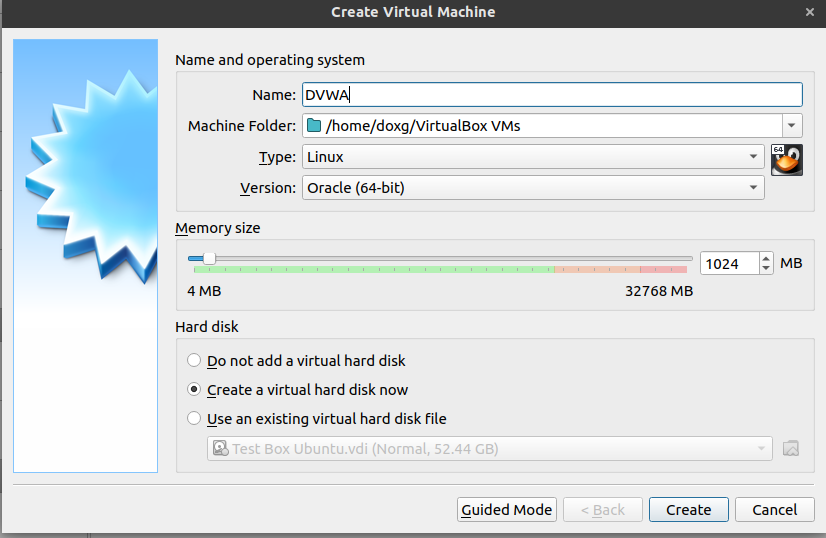 Create Virtual Machine
Name and operating system
Name: DVWA
Machine Folder: /home/doxg/VirtualBox VMs
Type: Linux
64
Version: Oracle (64-bit)
Memory size
1024 MB
4 MB 32768 MB
Hard disk
Do not add a virtual hard disk
Create a virtual hard disk now
Use an existing virtual hard disk file
Test Box Ubuntu.vdi (Normal, 52.44 GB)
Guided Mode < Back Create Cancel